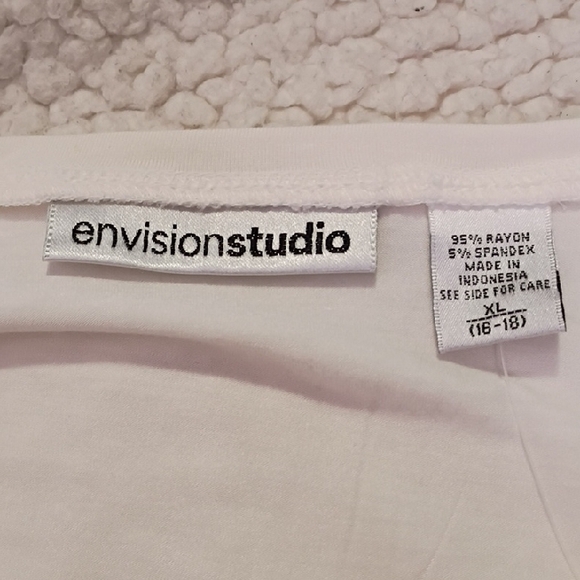 envisionstudio
95% RAYON
5% SPANDEX
MADE IN
INDONESIA
SEE SIDE FOR CARE
XL
(16-18)